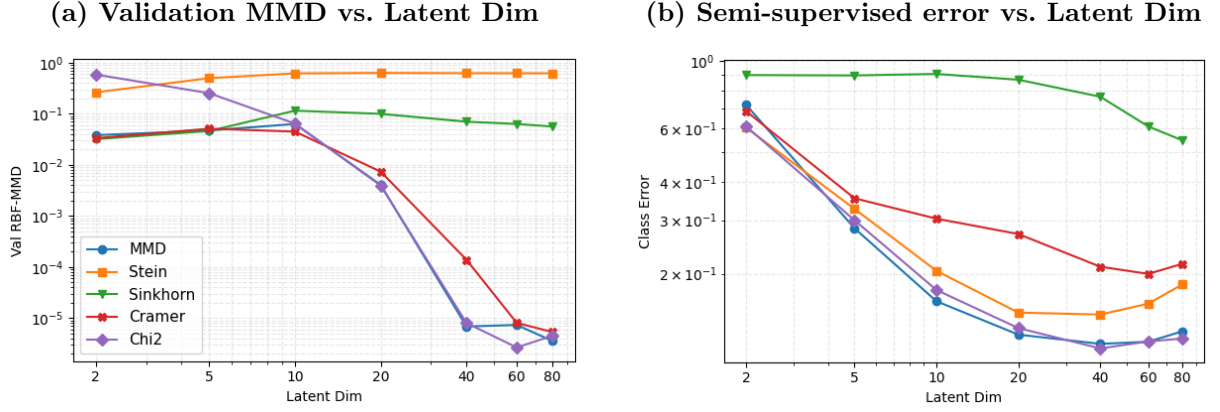 (a) Validation MMD vs. Latent Dim
10⁰
10⁻¹
10⁻²
10⁻³
10⁻⁴
10⁻⁵
Val RBF-MMD
MMD
Stein
Sinkhorn
Cramer
Chi2
2 5 10 20 40 60 80
Latent Dim
(b) Semi-supervised error vs. Latent Dim
10⁰
6 × 10⁻¹
3 × 10⁻¹
2 × 10⁻¹
Class Error
2 5 10 20 40 60 80
Latent Dim